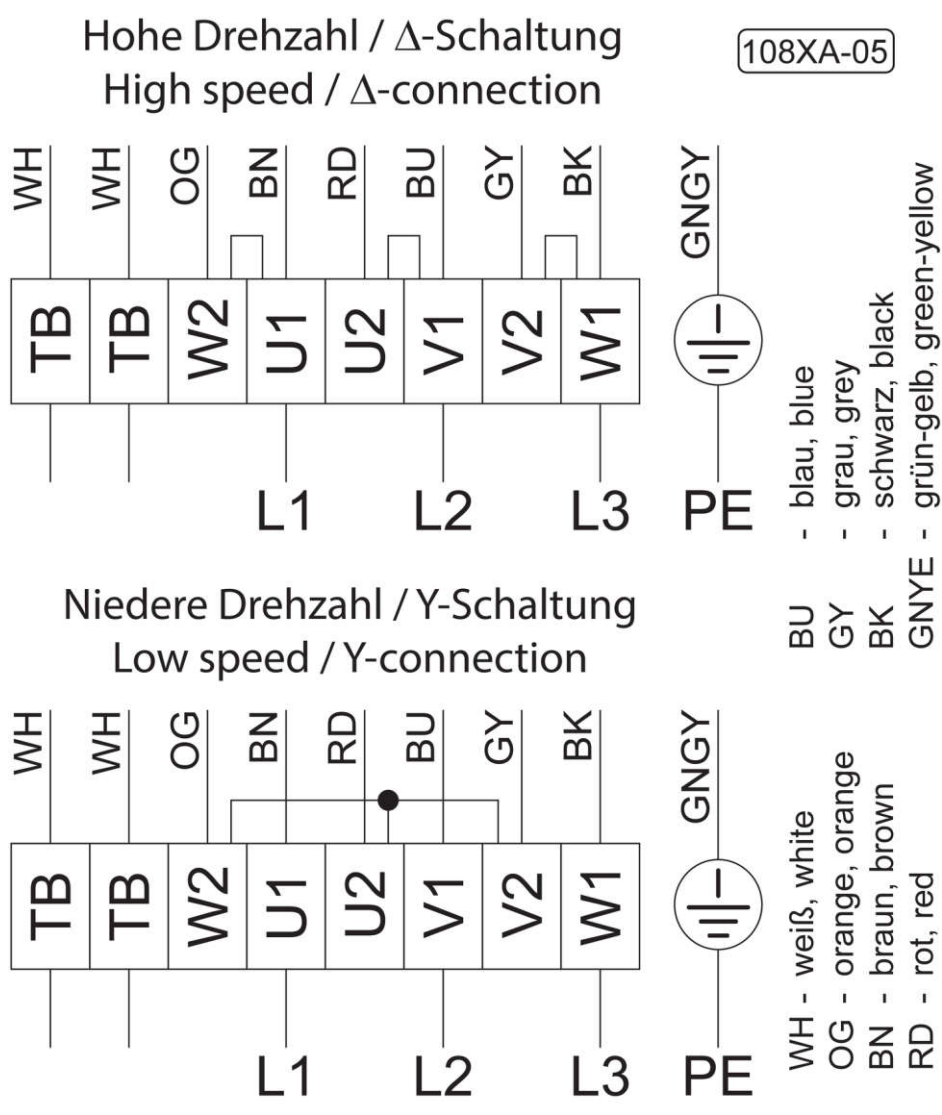 Hohe Drehzahl / Δ-Schaltung
High speed / Δ-connection
108XA-05
WH WH OG BN RD BU GY BK GNGY
TB TB W2 U1 U2 V1 V2 W1
L1 L2 L3 PE
BU - blau, blue
GY - grau, grey
BK - schwarz, black
GNYE - grün-gelb, green-yellow
Niedere Drehzahl / Y-Schaltung
Low speed / Y-connection
WH WH OG BN RD BU GY BK GNGY
TB TB W2 U1 U2 V1 V2 W1
L1 L2 L3 PE
WH - weiß, white
OG - orange, orange
BN - braun, brown
RD - rot, red